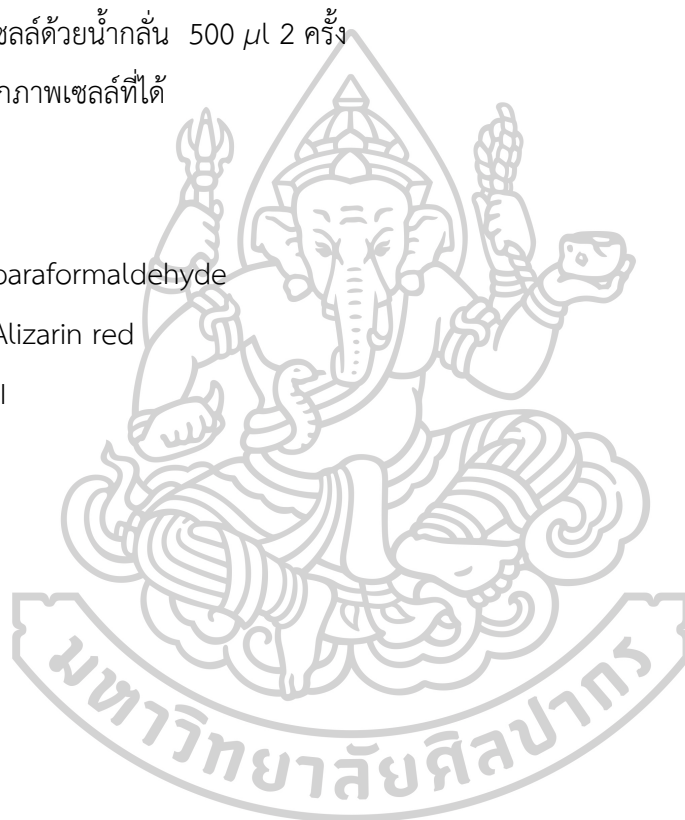 ซลล์ด้วยน้ำกลั่น 500 μl 2 ครั้ง
กภาพเซลล์ที่ได้
paraformaldehyde
Alizarin red
l
มหาวิทยาลัยศิลปากร